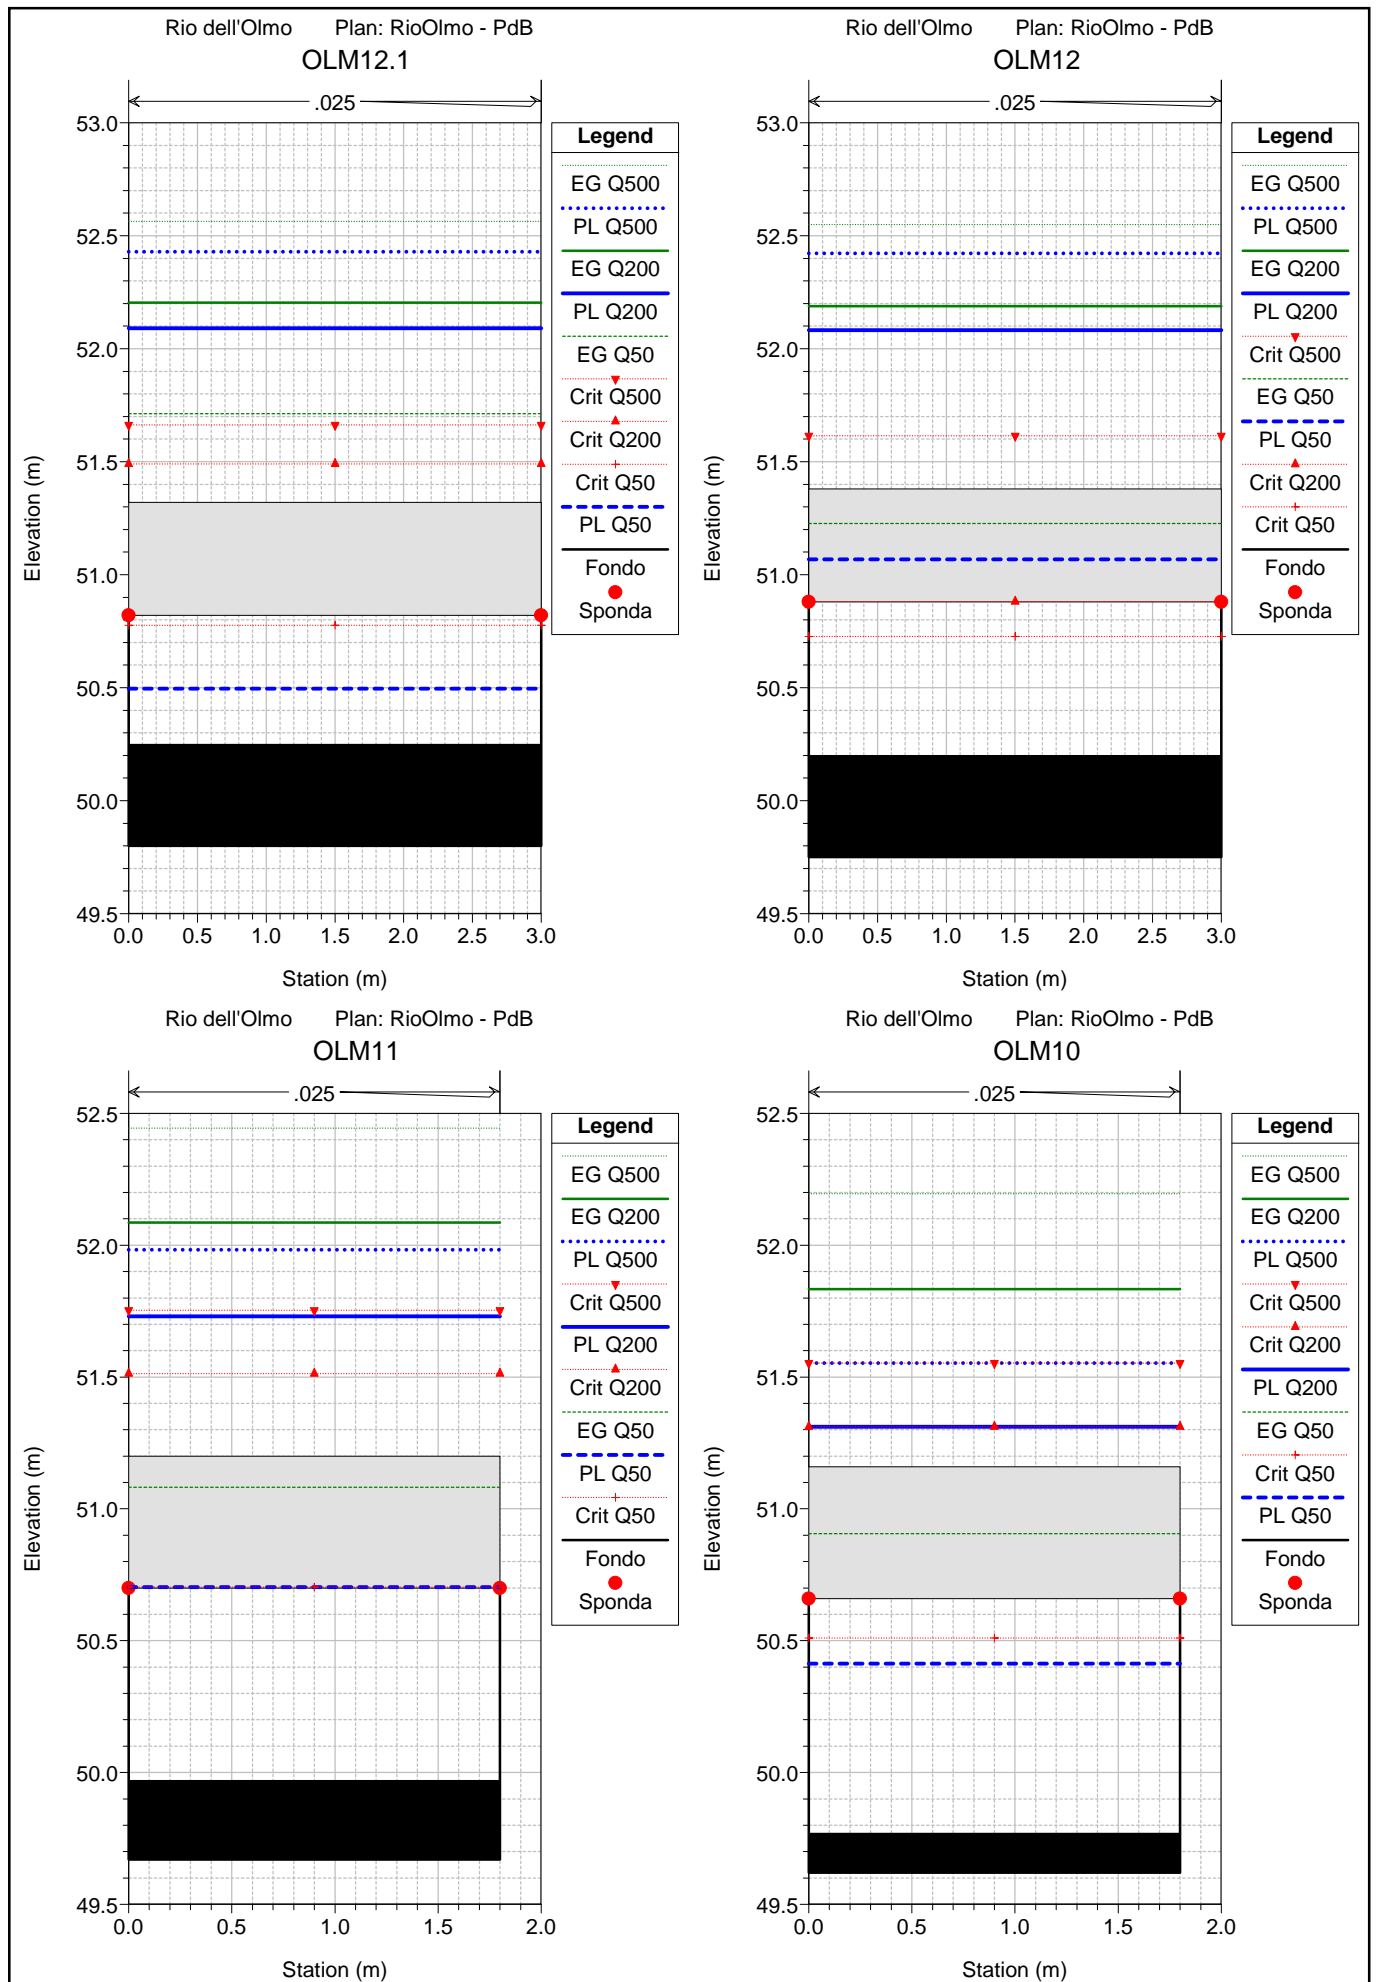 Rio dell'Olmo Plan: RioOlmo - PdB
OLM12.1
.025
53.0
52.5
52.0
51.5
51.0
50.5
50.0
49.5
Elevation (m)
0.0 0.5 1.0 1.5 2.0 2.5 3.0
Station (m)
Legend
EG Q500
PL Q500
EG Q200
PL Q200
EG Q50
Crit Q500
Crit Q200
Crit Q50
PL Q50
Fondo
Sponda
Rio dell'Olmo Plan: RioOlmo - PdB
OLM12
.025
53.0
52.5
52.0
51.5
51.0
50.5
50.0
49.5
Elevation (m)
0.0 0.5 1.0 1.5 2.0 2.5 3.0
Station (m)
Legend
EG Q500
PL Q500
EG Q200
PL Q200
Crit Q500
EG Q50
PL Q50
Crit Q200
Crit Q50
Fondo
Sponda
Rio dell'Olmo Plan: RioOlmo - PdB
OLM11
.025
52.5
52.0
51.5
51.0
50.5
50.0
49.5
Elevation (m)
0.0 0.5 1.0 1.5 2.0
Station (m)
Legend
EG Q500
EG Q200
PL Q500
Crit Q500
PL Q200
Crit Q200
EG Q50
PL Q50
Crit Q50
Fondo
Sponda
Rio dell'Olmo Plan: RioOlmo - PdB
OLM10
.025
52.5
52.0
51.5
51.0
50.5
50.0
49.5
Elevation (m)
0.0 0.5 1.0 1.5 2.0
Station (m)
Legend
EG Q500
EG Q200
PL Q500
Crit Q500
Crit Q200
PL Q200
EG Q50
Crit Q50
PL Q50
Fondo
Sponda